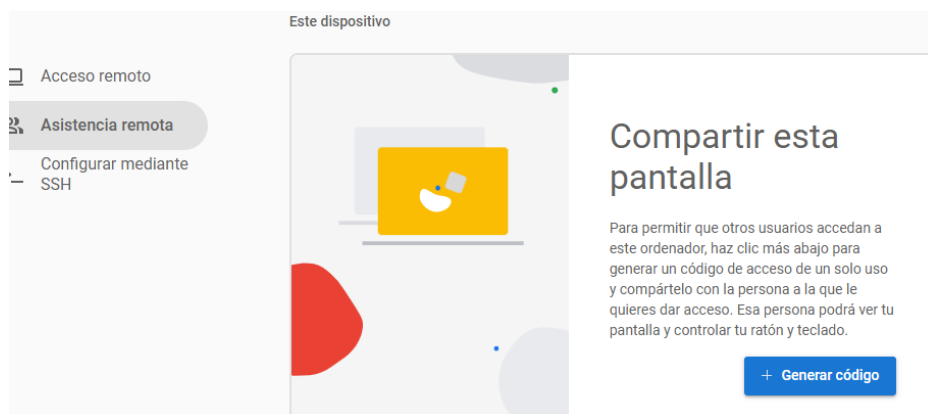 Este dispositivo
Acceso remoto
Asistencia remota
Configurar mediante
SSH
Compartir esta
pantalla
Para permitir que otros usuarios accedan a
este ordenador, haz clic más abajo para
generar un código de acceso de un solo uso
y compártelo con la persona a la que le
quieres dar acceso. Esa persona podrá ver tu
pantalla y controlar tu ratón y teclado.
+ Generar código